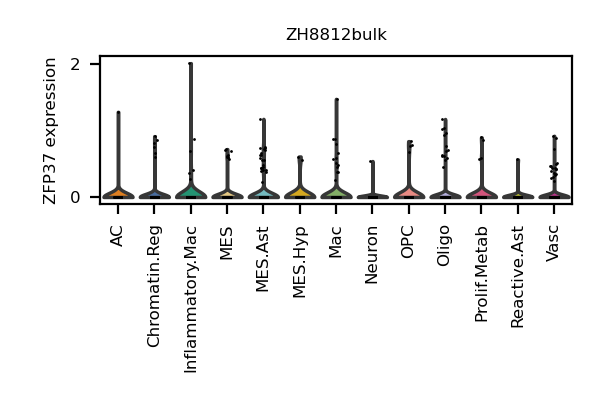 ZH8812bulk
ZFP37 expression
2
0
AC
Chromatin.Reg
Inflammatory.Mac
MES
MES.Ast
MES.Hyp
Mac
Neuron
OPC
Oligo
Prolif.Metab
Reactive.Ast
Vasc